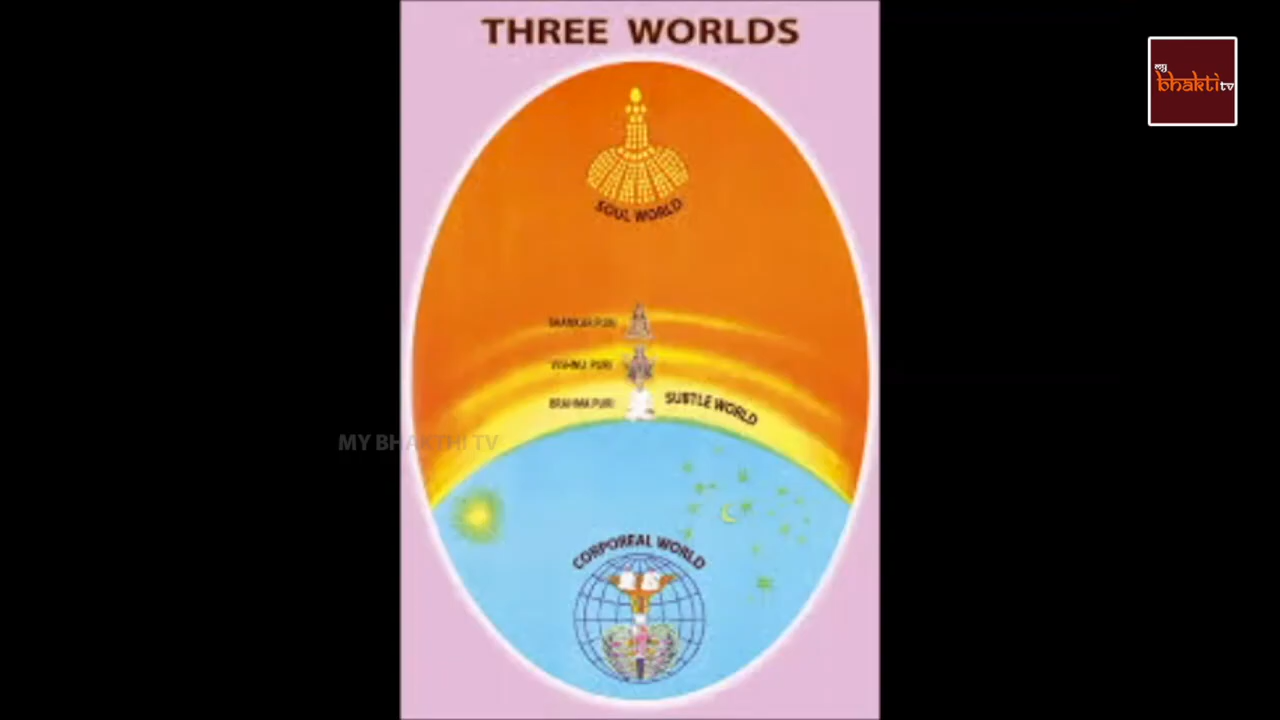 THREE WORLDS
my
bhakti tv
SOUL WORLD
SHANKAR PURI
VISHNU PURI
BRAHMA PURI
SUBTLE WORLD
MY BHAKTHI TV
CORPOREAL WORLD